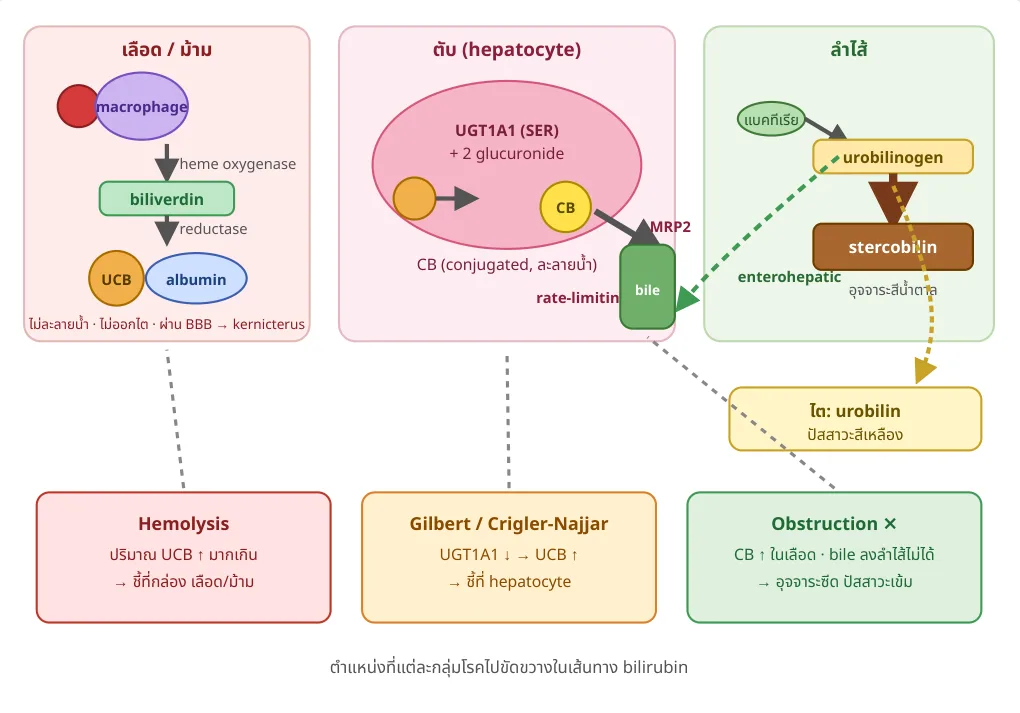 เลือด / ม้าม
macrophage
heme oxygenase
biliverdin
reductase
UCB
albumin
ไม่ละลายน้ำ · ไม่ออกไต · ผ่าน BBB → kernicterus
ตับ (hepatocyte)
UGT1A1 (SER)
+ 2 glucuronide
CB
MRP2
CB (conjugated, ละลายน้ำ)
rate-limitin
bile
ลำไส้
แบคทีเรีย
urobilinogen
stercobilin
enterohepatic
อุจจาระสีน้ำตาล
ไต: urobilin
ปัสสาวะสีเหลือง
Hemolysis
ปริมาณ UCB ↑ มากเกิน
→ ชี้ที่กล่อง เลือด/ม้าม
Gilbert / Crigler-Najjar
UGT1A1 ↓ → UCB ↑
→ ชี้ที่ hepatocyte
Obstruction ✕
CB ↑ ในเลือด · bile ลงลำไส้ไม่ได้
→ อุจจาระซีด ปัสสาวะเข้ม
ตำแหน่งที่แต่ละกลุ่มโรคไปขัดขวางในเส้นทาง bilirubin